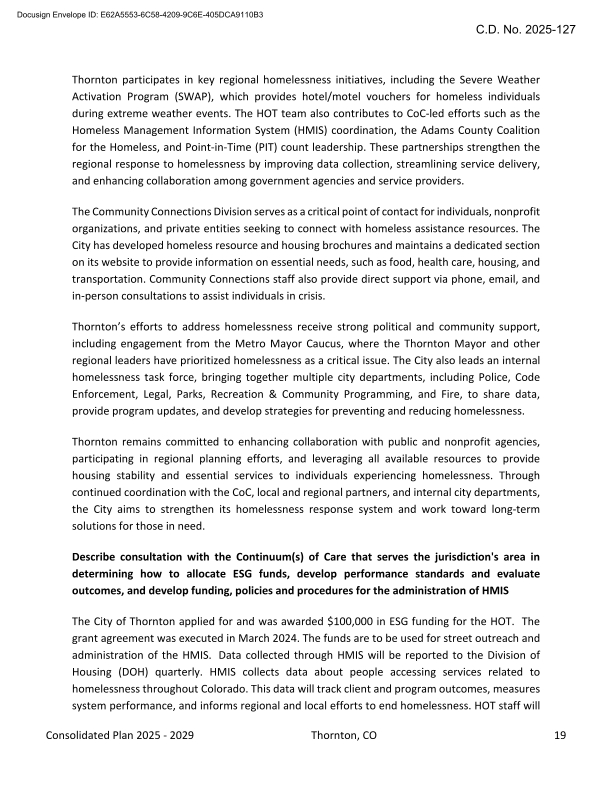 Docusign Envelope ID: E62A5553-6C58-4209-9C6E-405DCA9110B3
C.D. No. 2025-127
Thornton participates in key regional homelessness initiatives, including the Severe Weather
Activation Program (SWAP), which provides hotel/motel vouchers for homeless individuals
during extreme weather events. The HOT team also contributes to CoC-led efforts such as the
Homeless Management Information System (HMIS) coordination, the Adams County Coalition
for the Homeless, and Point-in-Time (PIT) count leadership. These partnerships strengthen the
regional response to homelessness by improving data collection, streamlining service delivery,
and enhancing collaboration among government agencies and service providers.
The Community Connections Division serves as a critical point of contact for individuals, nonprofit
organizations, and private entities seeking to connect with homeless assistance resources. The
City has developed homeless resource and housing brochures and maintains a dedicated section
on its website to provide information on essential needs, such as food, health care, housing, and
transportation. Community Connections staff also provide direct support via phone, email, and
in-person consultations to assist individuals in crisis.
Thornton’s efforts to address homelessness receive strong political and community support,
including engagement from the Metro Mayor Caucus, where the Thornton Mayor and other
regional leaders have prioritized homelessness as a critical issue. The City also leads an internal
homelessness task force, bringing together multiple city departments, including Police, Code
Enforcement, Legal, Parks, Recreation & Community Programming, and Fire, to share data,
provide program updates, and develop strategies for preventing and reducing homelessness.
Thornton remains committed to enhancing collaboration with public and nonprofit agencies,
participating in regional planning efforts, and leveraging all available resources to provide
housing stability and essential services to individuals experiencing homelessness. Through
continued coordination with the CoC, local and regional partners, and internal city departments,
the City aims to strengthen its homelessness response system and work toward long-term
solutions for those in need.
Describe consultation with the Continuum(s) of Care that serves the jurisdiction's area in
determining how to allocate ESG funds, develop performance standards and evaluate
outcomes, and develop funding, policies and procedures for the administration of HMIS
The City of Thornton applied for and was awarded $100,000 in ESG funding for the HOT. The
grant agreement was executed in March 2024. The funds are to be used for street outreach and
administration of the HMIS. Data collected through HMIS will be reported to the Division of
Housing (DOH) quarterly. HMIS collects data about people accessing services related to
homelessness throughout Colorado. This data will track client and program outcomes, measures
system performance, and informs regional and local efforts to end homelessness. HOT staff will
Consolidated Plan 2025 - 2029 Thornton, CO 19